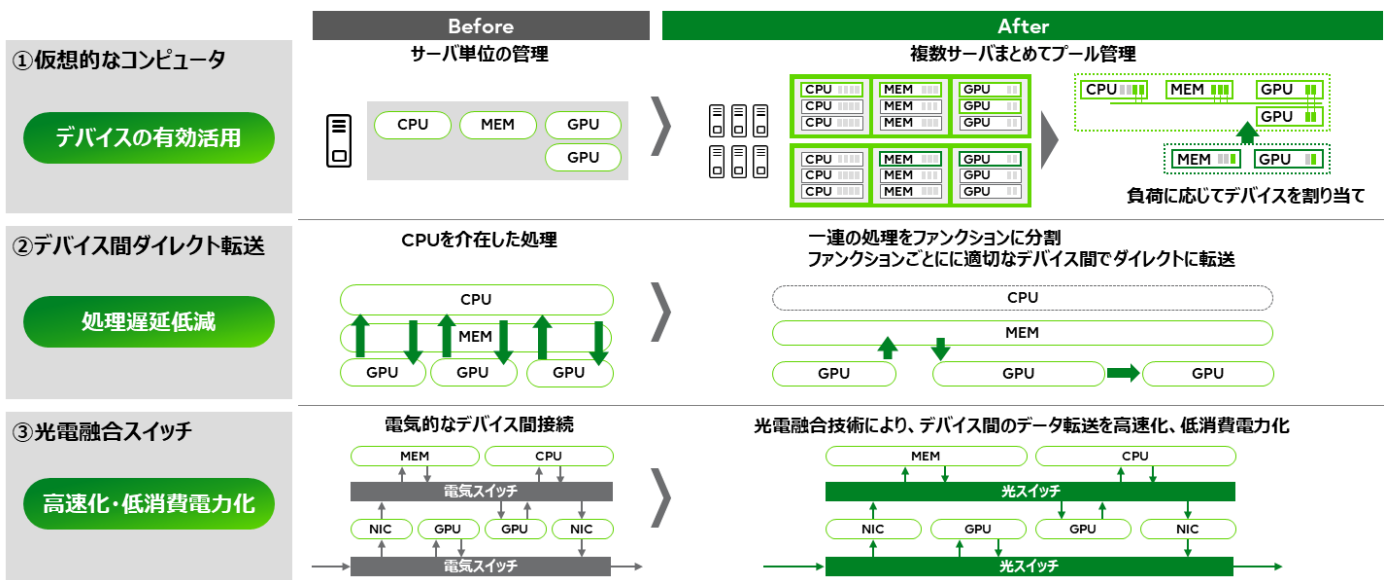 Before
After
①仮想的なコンピュータ
デバイスの有効活用
サーバ単位の管理
CPU
MEM
GPU
GPU
複数サーバまとめてプール管理
CPU
MEM
GPU
CPU
MEM
GPU
CPU
MEM
GPU
CPU
MEM
GPU
CPU
MEM
GPU
CPU
MEM
GPU
CPU
MEM
GPU
GPU
MEM
GPU
負荷に応じてデバイスを割り当て
②デバイス間ダイレクト転送
処理遅延低減
CPUを介在した処理
CPU
MEM
GPU
GPU
GPU
一連の処理をファンクションに分割
ファンクションごとにに適切なデバイス間でダイレクトに転送
CPU
MEM
GPU
GPU
GPU
③光電融合スイッチ
高速化・低消費電力化
電気的なデバイス間接続
MEM
CPU
電気スイッチ
NIC
GPU
GPU
NIC
電気スイッチ
光電融合技術により、デバイス間のデータ転送を高速化、低消費電力化
MEM
CPU
光スイッチ
NIC
GPU
GPU
NIC
光スイッチ